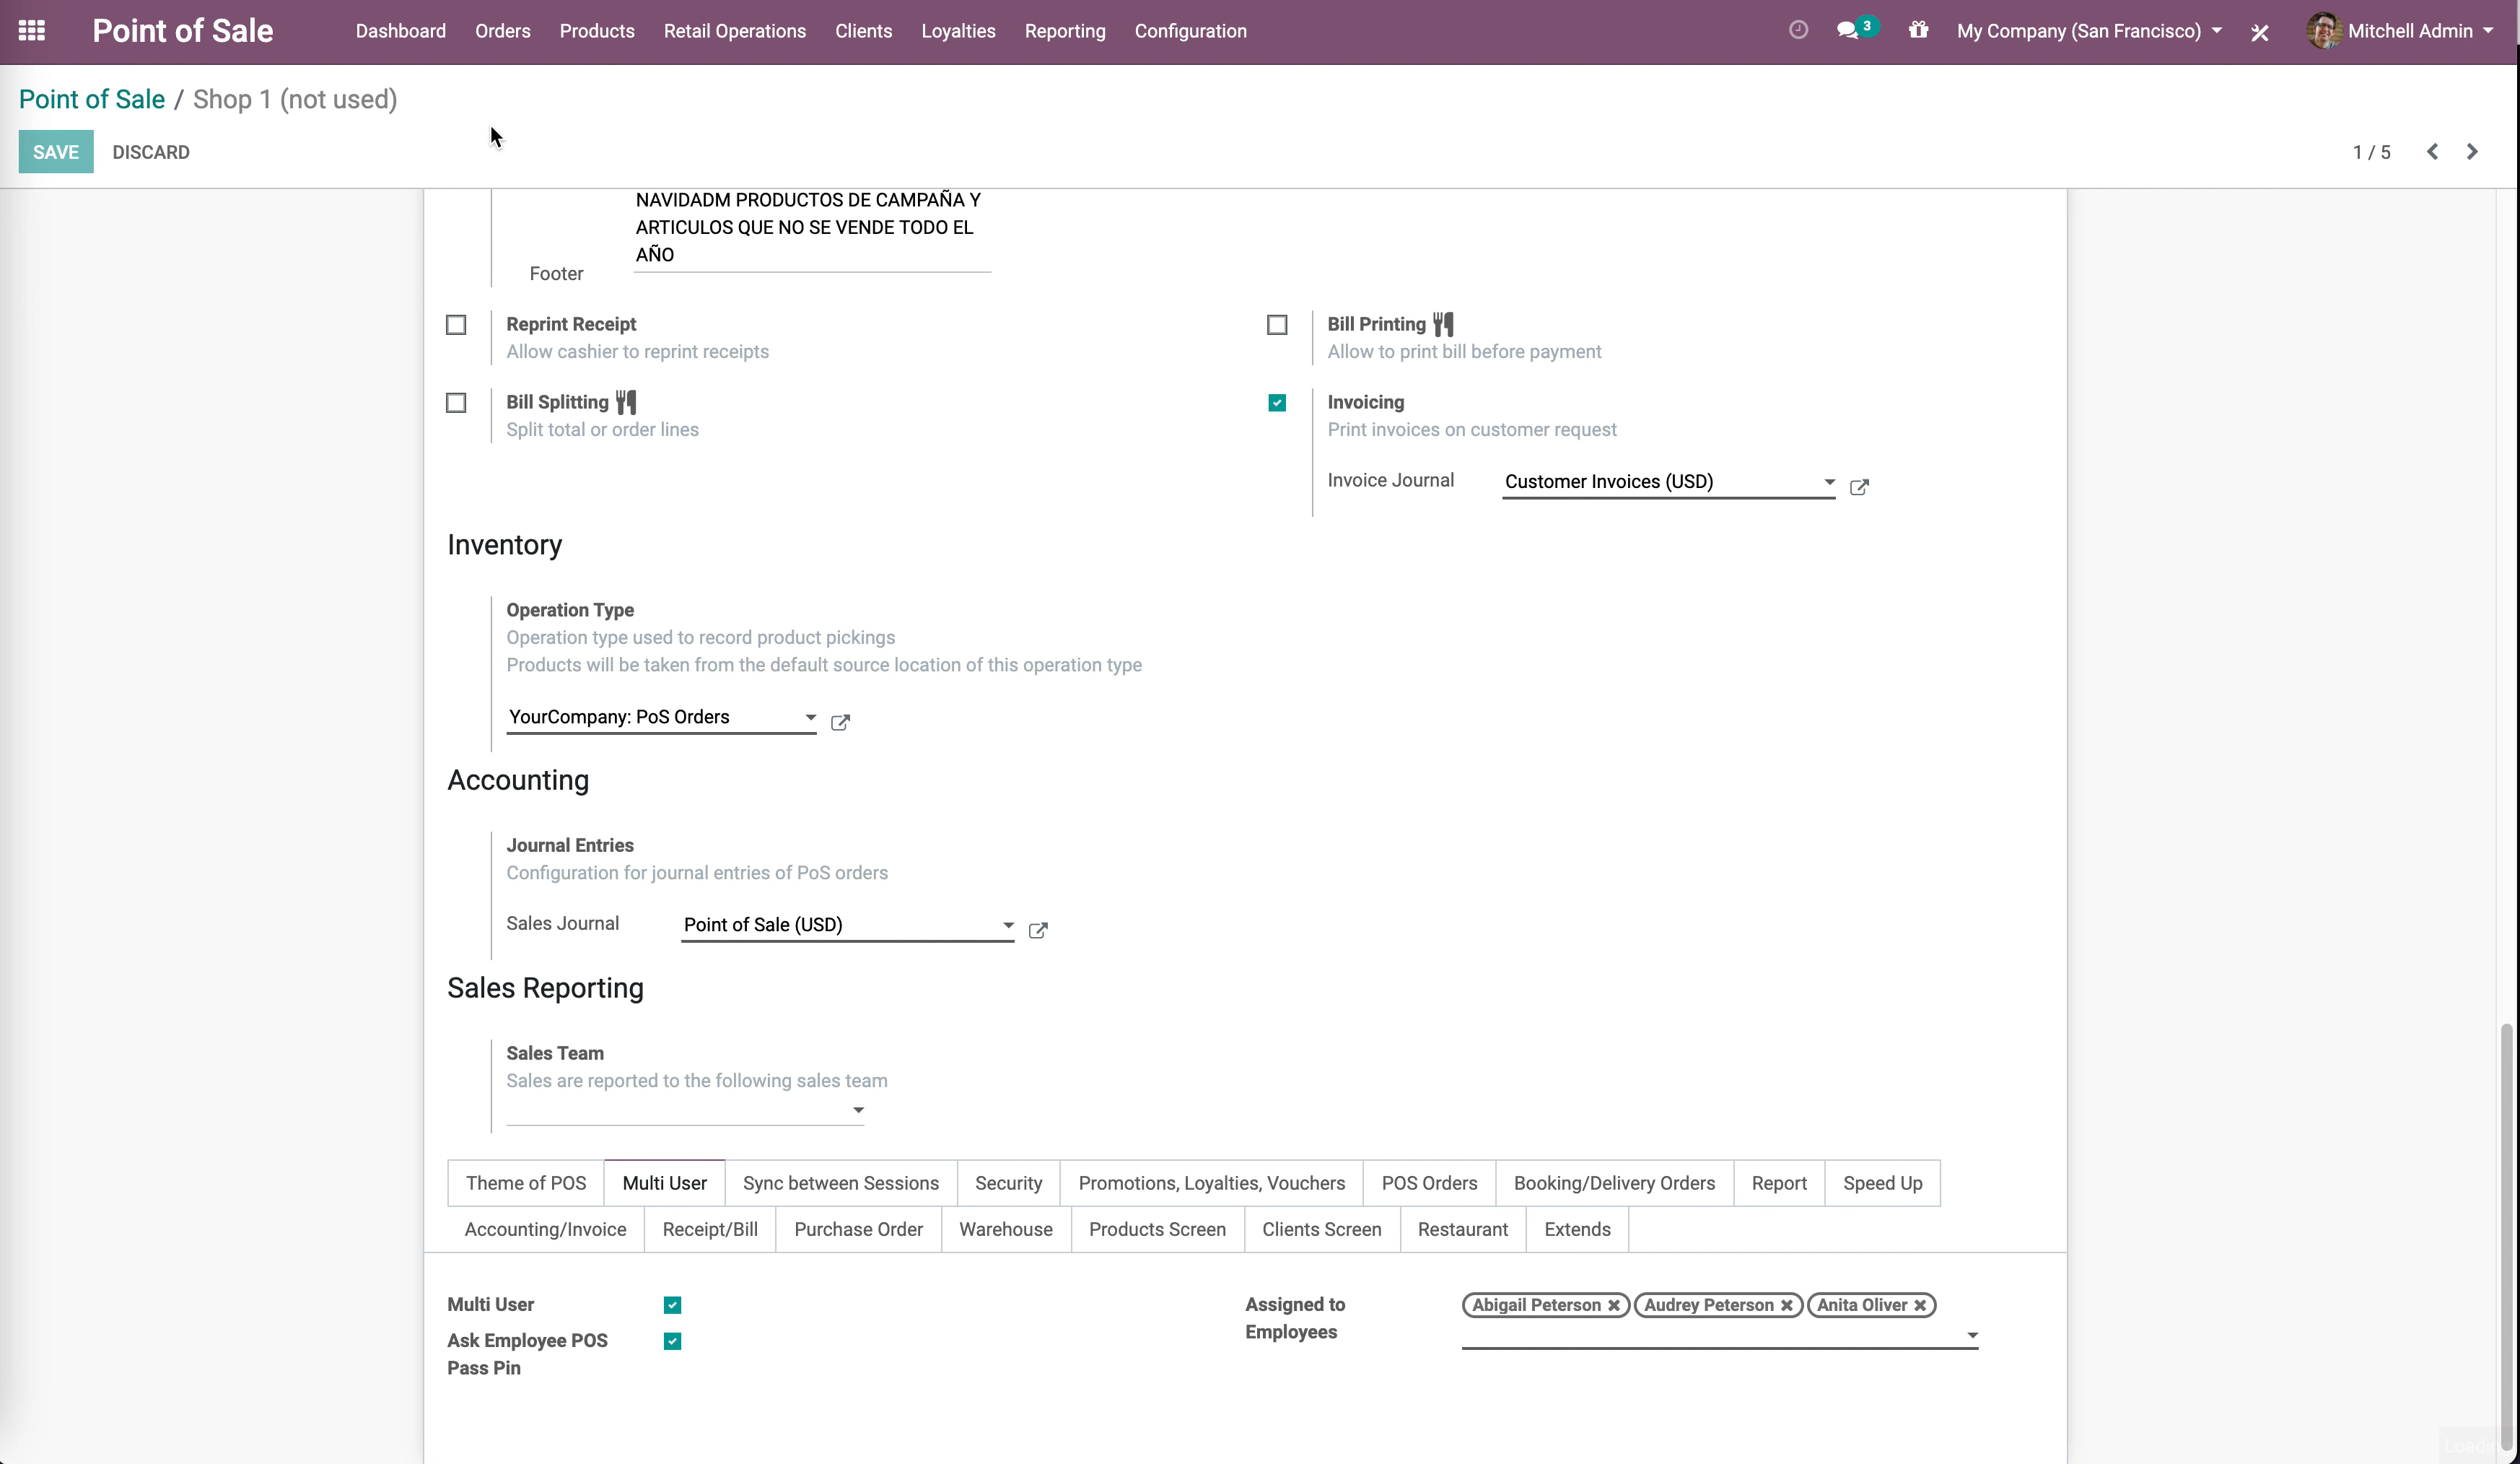 Point of Sale Dashboard Orders Products Retail Operations Clients Loyalties Reporting Configuration 3 My Company (San Francisco) Mitchell Admin
Point of Sale / Shop 1 (not used)
SAVE DISCARD 1 / 5
NAVIDADM PRODUCTOS DE CAMPAÑA Y
ARTICULOS QUE NO SE VENDE TODO EL
AÑO
Footer
Reprint Receipt
Allow cashier to reprint receipts
Bill Printing
Allow to print bill before payment
Bill Splitting
Split total or order lines
Invoicing
Print invoices on customer request
Invoice Journal Customer Invoices (USD)
Inventory
Operation Type
Operation type used to record product pickings
Products will be taken from the default source location of this operation type
YourCompany: PoS Orders
Accounting
Journal Entries
Configuration for journal entries of PoS orders
Sales Journal Point of Sale (USD)
Sales Reporting
Sales Team
Sales are reported to the following sales team
Theme of POS Multi User Sync between Sessions Security Promotions, Loyalties, Vouchers POS Orders Booking/Delivery Orders Report Speed Up
Accounting/Invoice Receipt/Bill Purchase Order Warehouse Products Screen Clients Screen Restaurant Extends
Multi User
Ask Employee POS
Pass Pin
Assigned to
Employees
Abigail Peterson Audrey Peterson Anita Oliver